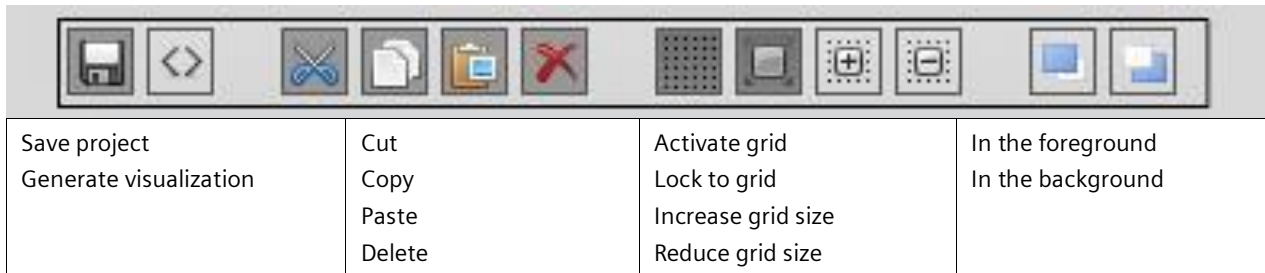 Save project
Generate visualization
Cut
Copy
Paste
Delete
Activate grid
Lock to grid
Increase grid size
Reduce grid size
In the foreground
In the background